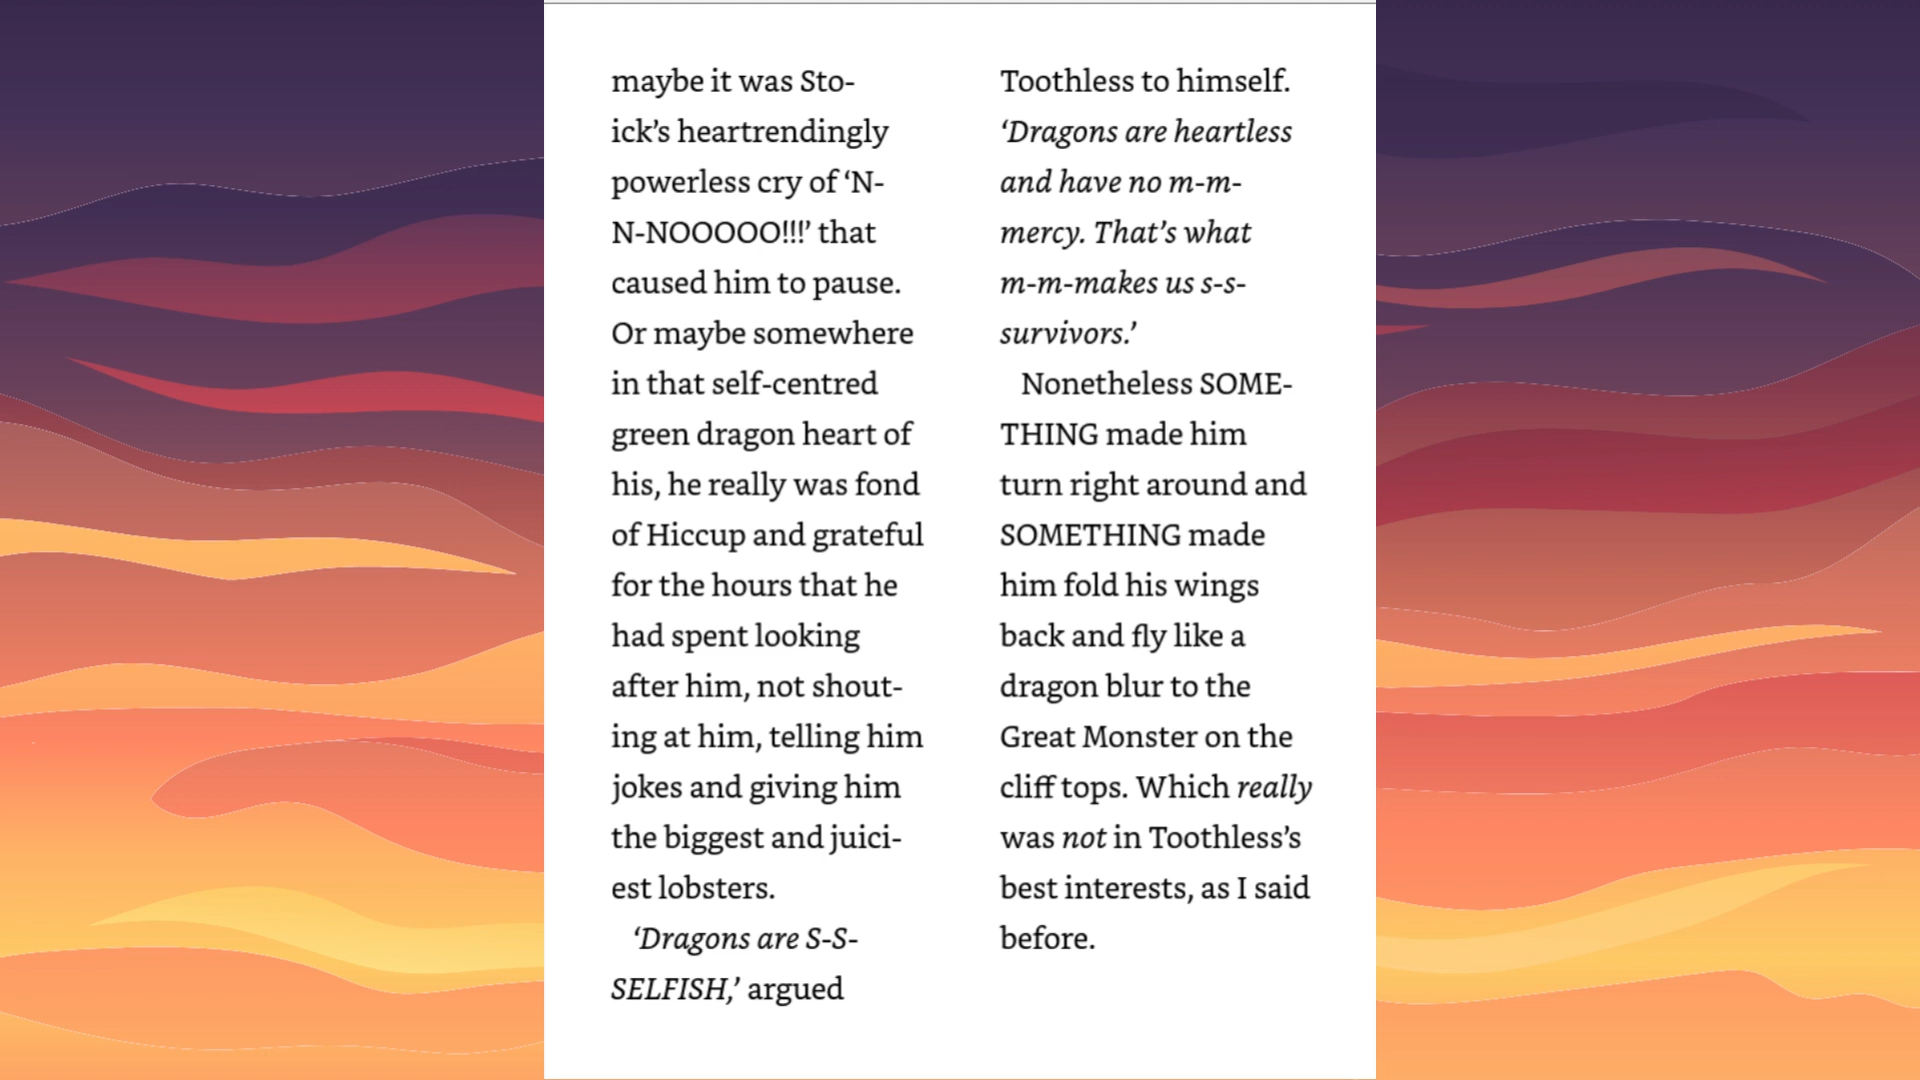 maybe it was Sto-
ick’s heartrendingly
powerless cry of ‘N-
N-NOOOOO!!!’ that
caused him to pause.
Or maybe somewhere
in that self-centred
green dragon heart of
his, he really was fond
of Hiccup and grateful
for the hours that he
had spent looking
after him, not shout-
ing at him, telling him
jokes and giving him
the biggest and juici-
est lobsters.
‘Dragons are S-S-
SELFISH,’ argued
Toothless to himself.
‘Dragons are heartless
and have no m-m-
mercy. That’s what
m-m-makes us s-s-
survivors.’
Nonetheless SOME-
THING made him
turn right around and
SOMETHING made
him fold his wings
back and fly like a
dragon blur to the
Great Monster on the
cliff tops. Which really
was not in Toothless’s
best interests, as I said
before.